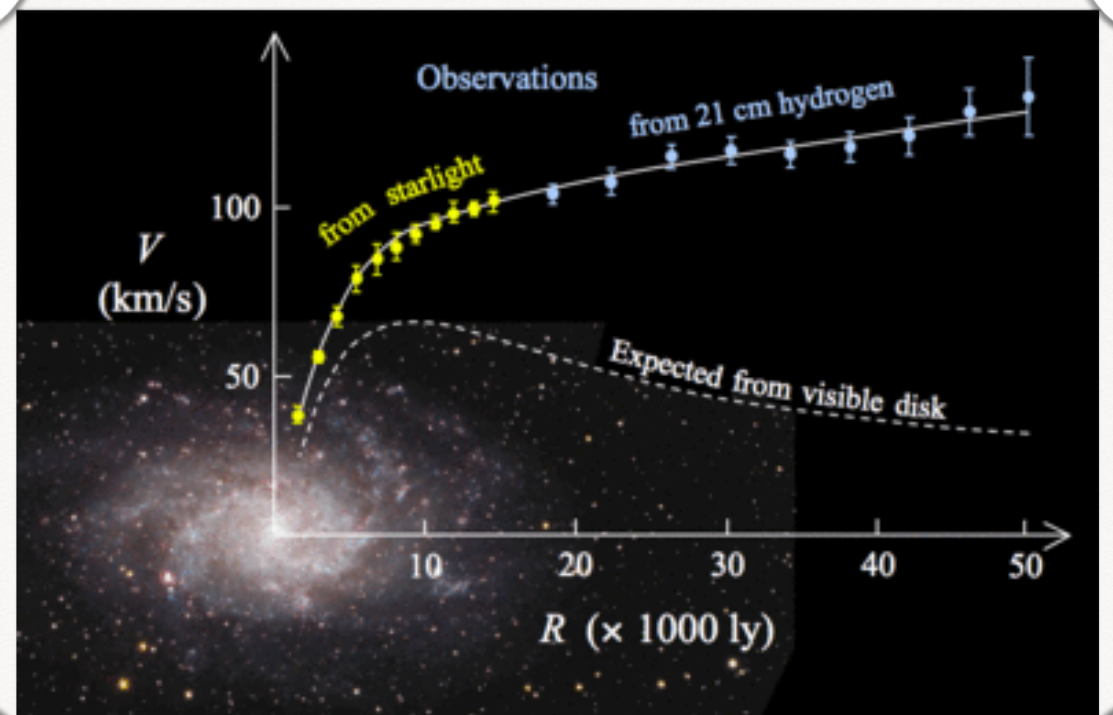 Observations
from 21 cm hydrogen
from starlight
100
V
(km/s)
50
Expected from visible disk
10
20
30
40
50
R (× 1000 ly)